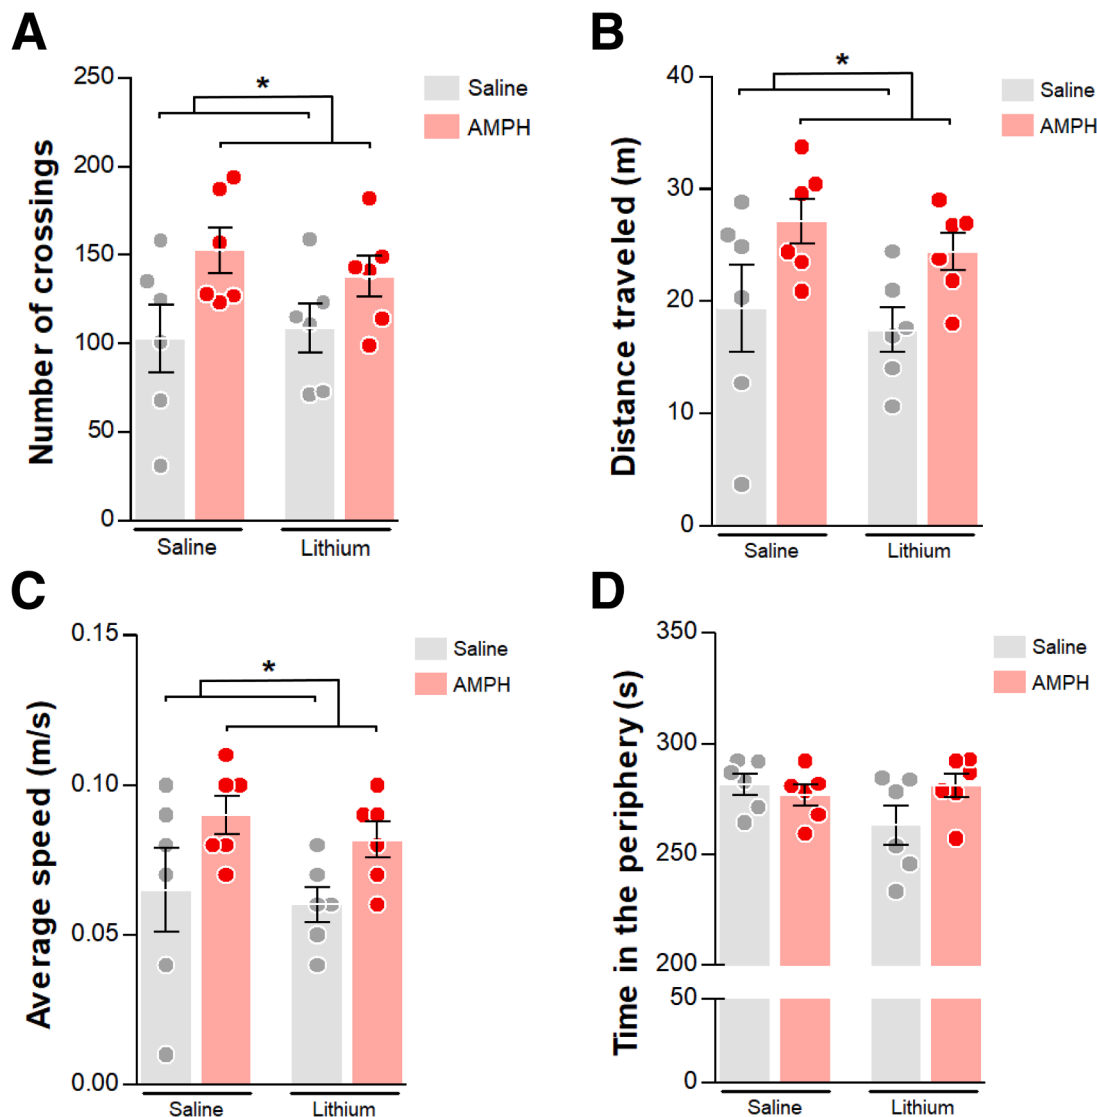 A
Number of crossings
250
200
150
100
50
0
*
Saline
AMPH
Saline
Lithium
B
Distance traveled (m)
40
30
20
10
0
*
Saline
AMPH
Saline
Lithium
C
Average speed (m/s)
0.15
0.10
0.05
0.00
*
Saline
AMPH
Saline
Lithium
D
Time in the periphery (s)
350
300
250
200
50
0
Saline
AMPH
Saline
Lithium